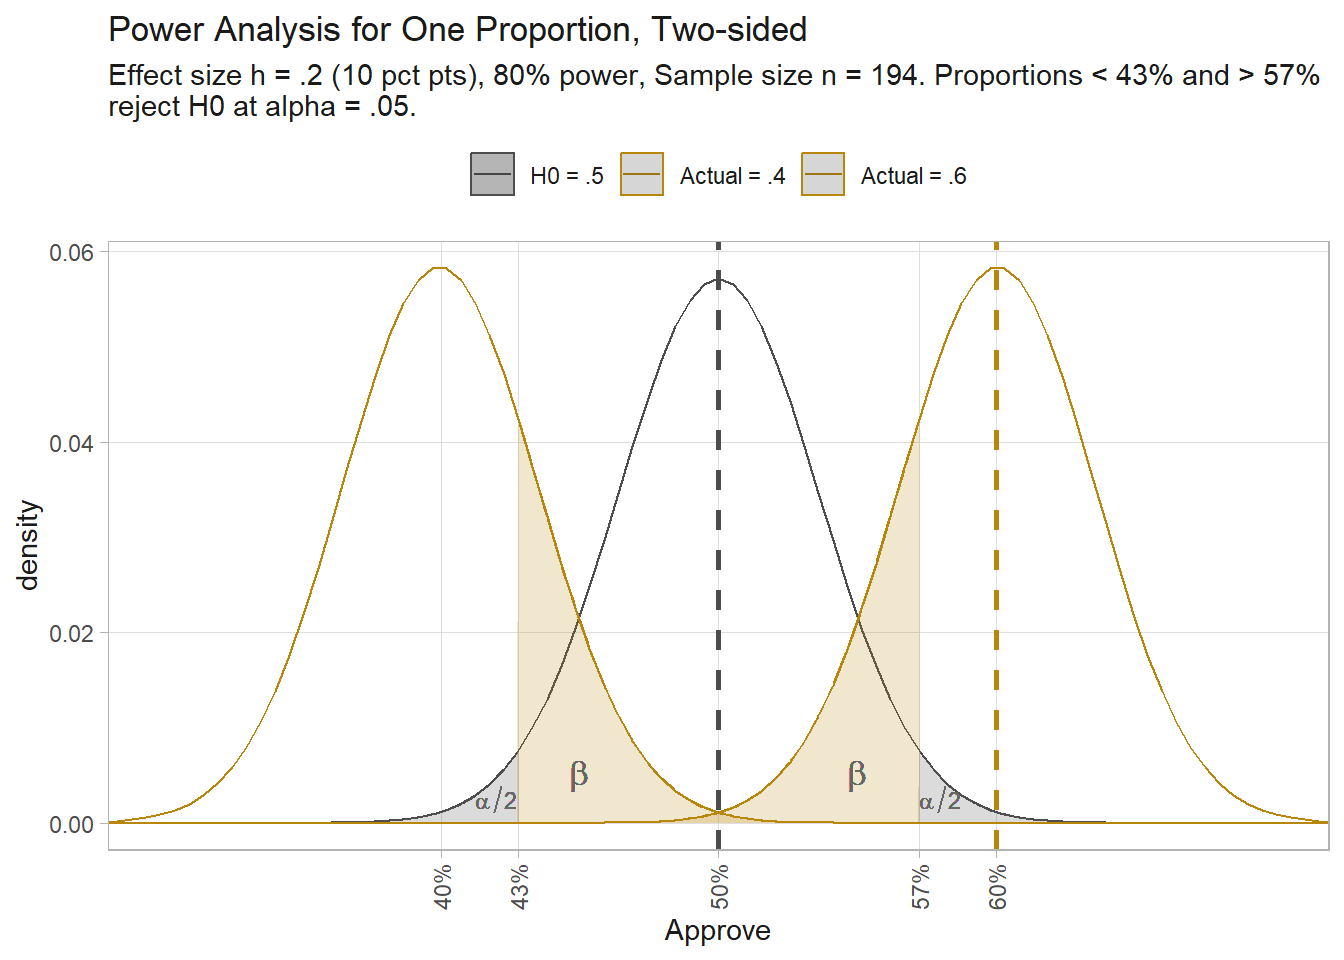 Power Analysis for One Proportion, Two-sided
Effect size h = .2 (10 pct pts), 80% power, Sample size n = 194. Proportions < 43% and > 57%
reject H0 at alpha = .05.
H0 = .5 Actual = .4 Actual = .6
0.06
0.04
0.02
0.00
density
β β
α/2 α/2
40% 43% 50% 57% 60%
Approve